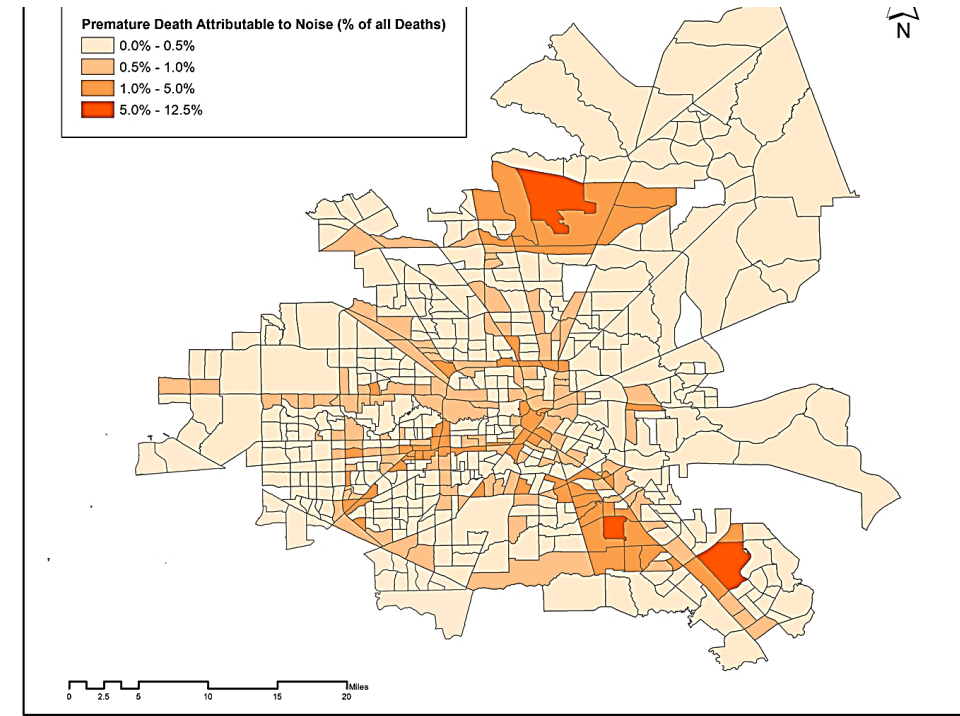 Premature Death Attributable to Noise (% of all Deaths)
0.0% - 0.5%
0.5% - 1.0%
1.0% - 5.0%
5.0% - 12.5%
N
Miles
0 2.5 5 10 15 20